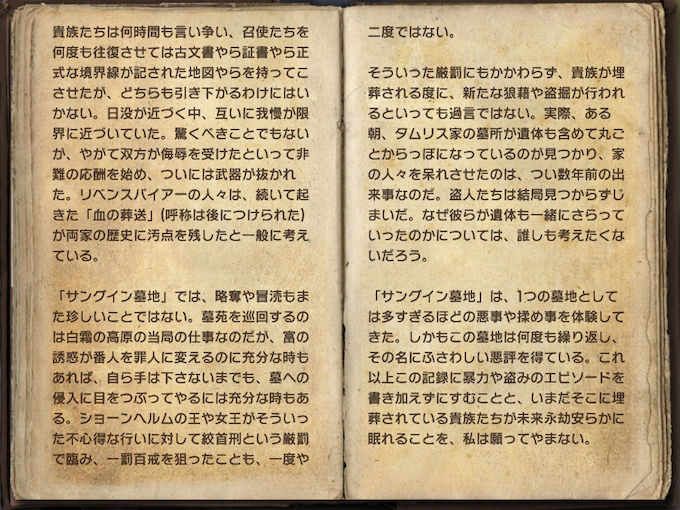 貴族たちは何時間も言い争い、召使たちを
何度も往復させては古文書やら証書やら正
式な境界線が記された地図やらを持ってこ
させたが、どちらも引き下がるわけにはい
かない。日没が近づく中、互いに我慢が限
界に近づいていた。驚くべきことでもない
が、やがて双方が侮辱を受けたといって非
難の応酬を始め、ついには武器が抜かれ
た。リベンスパイアーの人々は、続いて起
きた「血の葬送」(呼称は後につけられた)
が両家の歴史に汚点を残したと一般に考え
ている。
「サングイン墓地」では、略奪や冒涜もま
た珍しいことではない。墓苑を巡回するの
は白霜の高原の当局の仕事なのだが、富の
誘惑が番人を罪人に変えるのに充分な時も
あれば、自ら手は下さないまでも、墓への
侵入に目をつぶってやるには充分な時もあ
る。ショーンヘルムの王や女王がそういっ
た不心得な行いに対して絞首刑という厳罰
で臨み、一罰百戒を狙ったことも、一度や
二度ではない。
そういった厳罰にもかかわらず、貴族が埋
葬される度に、新たな狼藉や盗掘が行われ
るといっても過言ではない。実際、ある
朝、タムリス家の墓所が遺体も含めて丸ご
とからっぽになっているのが見つかり、家
の人々を呆れさせたのは、つい数年前の出
来事なのだ。盗人たちは結局見つからずじ
まいだ。なぜ彼らが遺体も一緒にさらって
いったのかについては、誰しも考えたくな
いだろう。
「サングイン墓地」は、1つの墓地として
は多すぎるほどの悪事や揉め事を体験して
きた。しかもこの墓地は何度も繰り返し、
その名にふさわしい悪評を得ている。これ
以上この記録に暴力や盗みのエピソードを
書き加えずにすむことと、いまだそこに埋
葬されている貴族たちが未来永劫安らかに
眠れることを、私は願ってやまない。